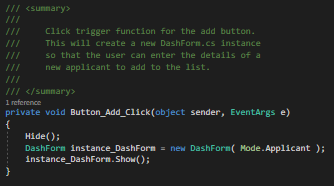 /// <summary>
///
///     Click trigger function for the add button.
///     This will create a new DashForm.cs instance
///     so that the user can enter the details of a
///     new applicant to add to the list.
///
/// </summary>
1 reference
private void Button_Add_Click(object sender, EventArgs e)
{
    Hide();
    DashForm instance_DashForm = new DashForm( Mode.Applicant );
    instance_DashForm.Show();
}